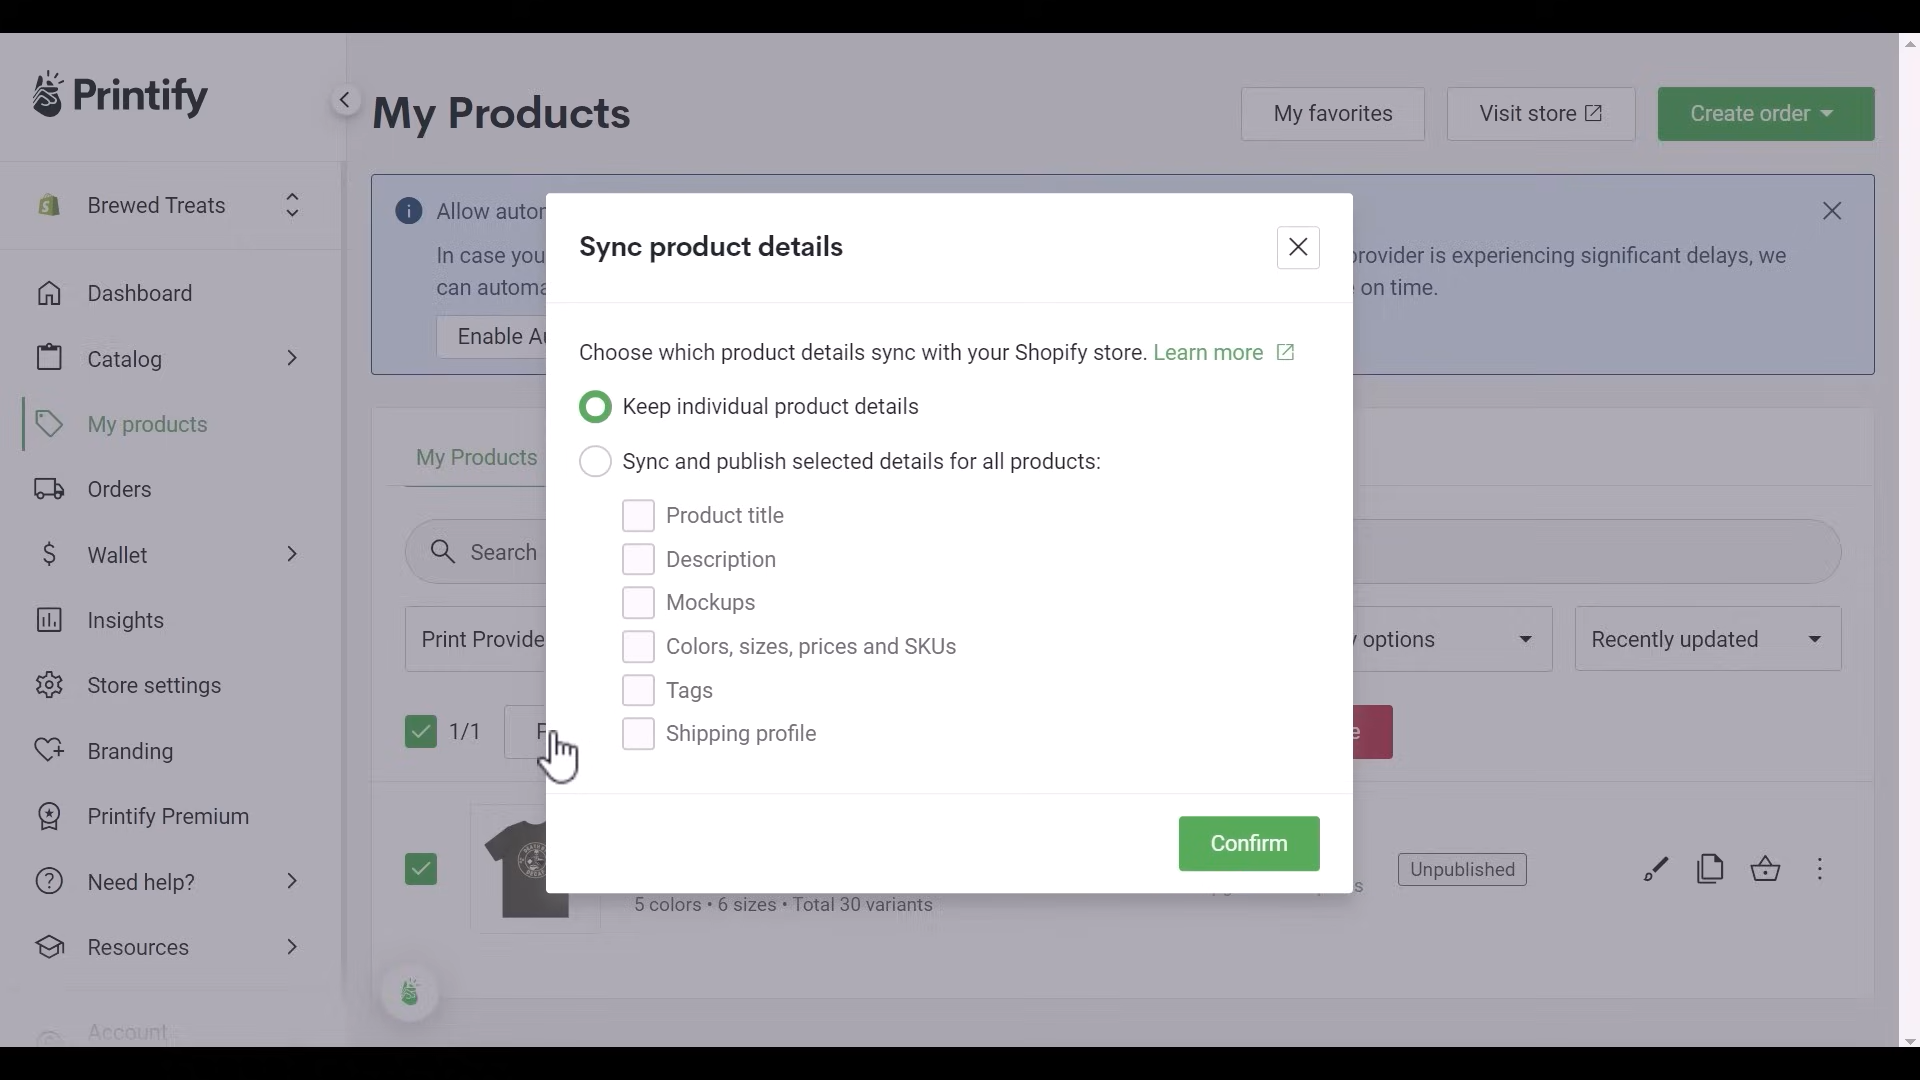 Printify
My Products
My favorites
Visit store
Create order
Brewed Treats
Allow auto
In case you
provider is experiencing significant delays, we
can automa
on time.
Enable Au
Sync product details
Choose which product details sync with your Shopify store. Learn more
Keep individual product details
Sync and publish selected details for all products:
Product title
Description
Mockups
Colors, sizes, prices and SKUs
Tags
Shipping profile
Confirm
Dashboard
Catalog
My products
Orders
Wallet
Insights
Store settings
Branding
Printify Premium
Need help?
Resources
Account
My Products
Search
Print Provide
options
Recently updated
1/1
Unpublished
5 colors • 6 sizes • Total 30 variants